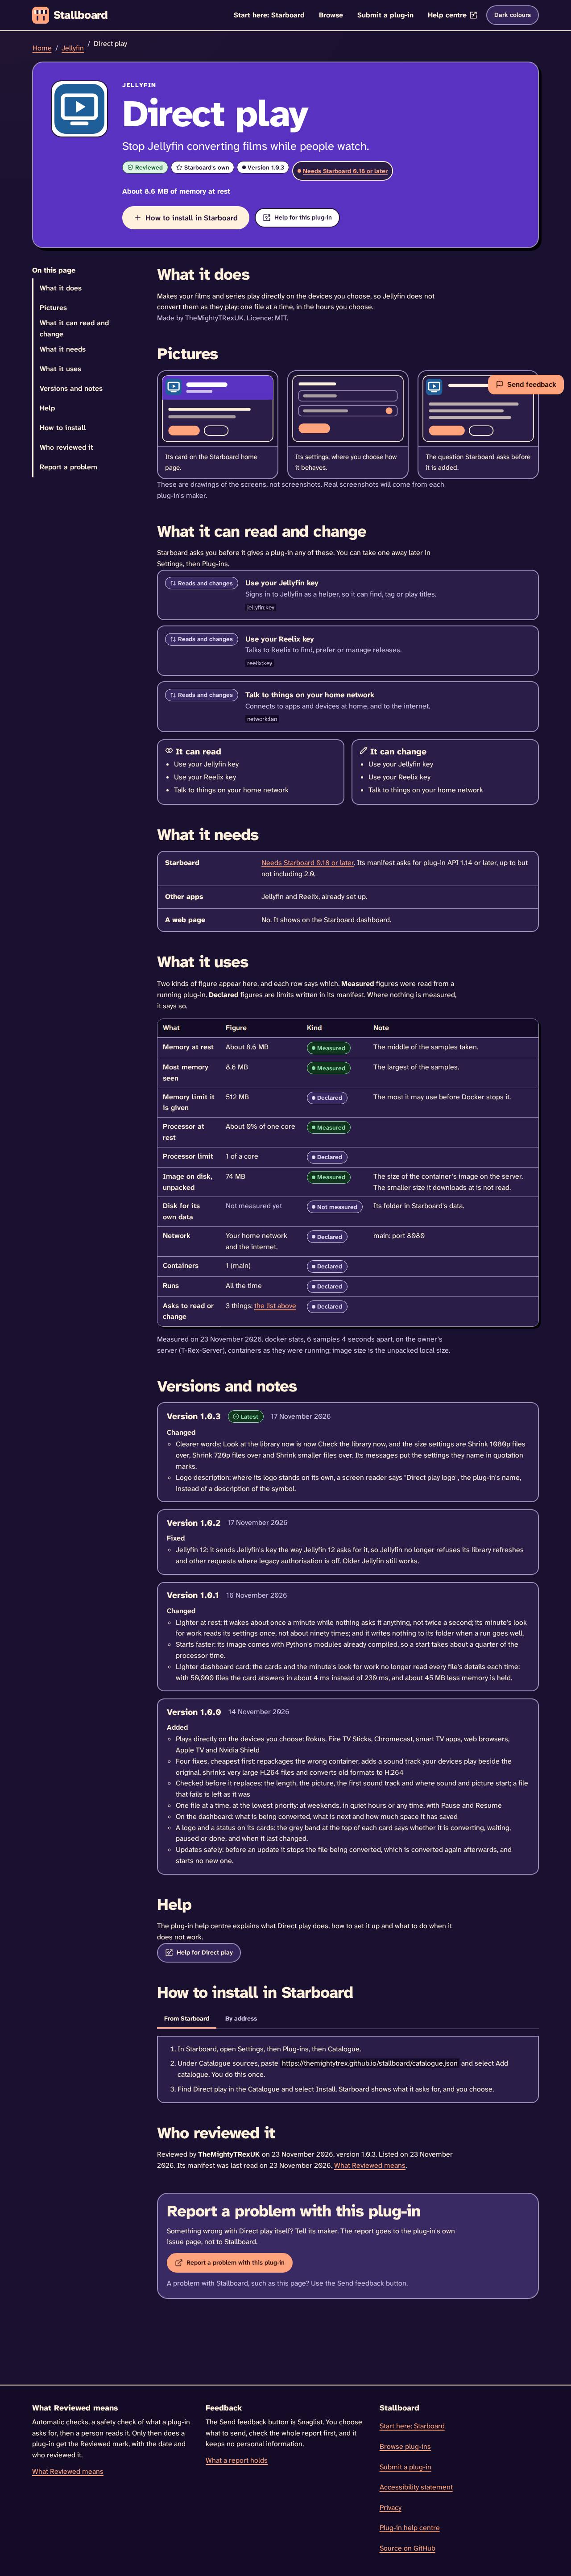 Stallboard
Start here: Starboard
Browse
Submit a plug-in
Help centre
Dark colours
Home / Jellyfin / Direct play
JELLYFIN
Direct play
Stop Jellyfin converting films while people watch.
Reviewed
Starboard's own
Version 1.0.3
Needs Starboard 0.18 or later
About 8.6 MB of memory at rest
How to install in Starboard
Help for this plug-in
On this page
What it does
Pictures
What it can read and
change
What it needs
What it uses
Versions and notes
Help
How to install
Who reviewed it
Report a problem
What it does
Makes your films and series play directly on the devices you choose, so Jellyfin does not
convert them as they play: one file at a time, in the hours you choose.
Made by TheMightyTRexUK. Licence: MIT.
Pictures
Send feedback
Its card on the Starboard home
page.
Its settings, where you choose how
it behaves.
The question Starboard asks before
it is added.
These are drawings of the screens, not screenshots. Real screenshots will come from each
plug-in's maker.
What it can read and change
Starboard asks you before it gives a plug-in any of these. You can take one away later in
Settings, then Plug-ins.
Reads and changes
Use your Jellyfin key
Signs in to Jellyfin as a helper, so it can find, tag or play titles.
jellyfin:key
Reads and changes
Use your Reelix key
Talks to Reelix to find, prefer or manage releases.
reelix:key
Reads and changes
Talk to things on your home network
Connects to apps and devices at home, and to the internet.
network:lan
It can read
• Use your Jellyfin key
• Use your Reelix key
• Talk to things on your home network
It can change
• Use your Jellyfin key
• Use your Reelix key
• Talk to things on your home network
What it needs
Starboard
Needs Starboard 0.18 or later. Its manifest asks for plug-in API 1.14 or later, up to but
not including 2.0.
Other apps
Jellyfin and Reelix, already set up.
A web page
No. It shows on the Starboard dashboard.
What it uses
Two kinds of figure appear here, and each row says which. Measured figures were read from a
running plug-in. Declared figures are limits written in its manifest. Where nothing is measured,
it says so.
What Figure Kind Note
Memory at rest About 8.6 MB Measured The middle of the samples taken.
Most memory
seen
8.6 MB Measured The largest of the samples.
Memory limit it
is given
512 MB Declared The most it may use before Docker stops it.
Processor at
rest
About 0% of one core Measured
Processor limit 1 of a core Declared
Image on disk,
unpacked
74 MB Measured
The size of the container's image on the server.
The smaller size it downloads at is not read.
Disk for its
own data
Not measured yet Not measured Its folder in Starboard's data.
Network
Your home network
and the internet.
Declared main: port 8080
Containers 1 (main) Declared
Runs All the time Declared
Asks to read or
change
3 things: the list above Declared
Measured on 23 November 2026. docker stats, 6 samples 4 seconds apart, on the owner's
server (T-Rex-Server), containers as they were running; image size is the unpacked local size.
Versions and notes
Version 1.0.3 Latest 17 November 2026
Changed
Clearer words: Look at the library now is now Check the library now, and the size settings are Shrink 1080p files
over, Shrink 720p files over and Shrink smaller files over. Its messages put the settings they name in quotation
marks.
Logo description: where its logo stands on its own, a screen reader says "Direct play logo", the plug-in's name,
instead of a description of the symbol.
Version 1.0.2 17 November 2026
Fixed
Jellyfin 12: it sends Jellyfin's key the way Jellyfin 12 asks for it, so Jellyfin no longer refuses its library refreshes
and other requests where legacy authorisation is off. Older Jellyfin still works.
Version 1.0.1 16 November 2026
Changed
Lighter at rest: it wakes about once a minute while nothing asks it anything, not twice a second; its minute's look
for work reads its settings once, not about ninety times; and it writes nothing to its folder when a run goes well.
Starts faster: its image comes with Python's modules already compiled, so a start takes about a quarter of the
processor time.
Lighter dashboard card: the cards and the minute's look for work no longer read every file's details each time;
with 50,000 files the card answers in about 4 ms instead of 230 ms, and about 45 MB less memory is held.
Version 1.0.0 14 November 2026
Added
Plays directly on the devices you choose: Rokus, Fire TV Sticks, Chromecast, smart TV apps, web browsers,
Apple TV and Nvidia Shield
Four fixes, cheapest first: repackages the wrong container, adds a sound track your devices play beside the
original, shrinks very large H.264 files and converts old formats to H.264
Checked before it replaces: the length, the picture, the first sound track and where sound and picture start; a file
that fails is left as it was
One file at a time, at the lowest priority: at weekends, in quiet hours or any time, with Pause and Resume
On the dashboard: what is being converted, what is next and how much space it has saved
A logo and a status on its cards: the grey band at the top of each card says whether it is converting, waiting,
paused or done, and when it last changed.
Updates safely: before an update it stops the file being converted, which is converted again afterwards, and
starts no new one.
Help
The plug-in help centre explains what Direct play does, how to set it up and what to do when it
does not work.
Help for Direct play
How to install in Starboard
From Starboard
By address
1. In Starboard, open Settings, then Plug-ins, then Catalogue.
2. Under Catalogue sources, paste https://themightytrex.github.io/stallboard/catalogue.json and select Add
catalogue. You do this once.
3. Find Direct play in the Catalogue and select Install. Starboard shows what it asks for, and you choose.
Who reviewed it
Reviewed by TheMightyTRexUK on 23 November 2026, version 1.0.3. Listed on 23 November
2026. Its manifest was last read on 23 November 2026. What Reviewed means.
Report a problem with this plug-in
Something wrong with Direct play itself? Tell its maker. The report goes to the plug-in's own
issue page, not to Stallboard.
Report a problem with this plug-in
A problem with Stallboard, such as this page? Use the Send feedback button.
What Reviewed means
Automatic checks, a safety check of what a plug-in
asks for, then a person reads it. Only then does a
plug-in get the Reviewed mark, with the date and
who reviewed it.
What Reviewed means
Feedback
The Send feedback button is Snaglist. You choose
what to send, check the whole report first, and it
keeps no personal information.
What a report holds
Stallboard
Start here: Starboard
Browse plug-ins
Submit a plug-in
Accessibility statement
Privacy
Plug-in help centre
Source on GitHub